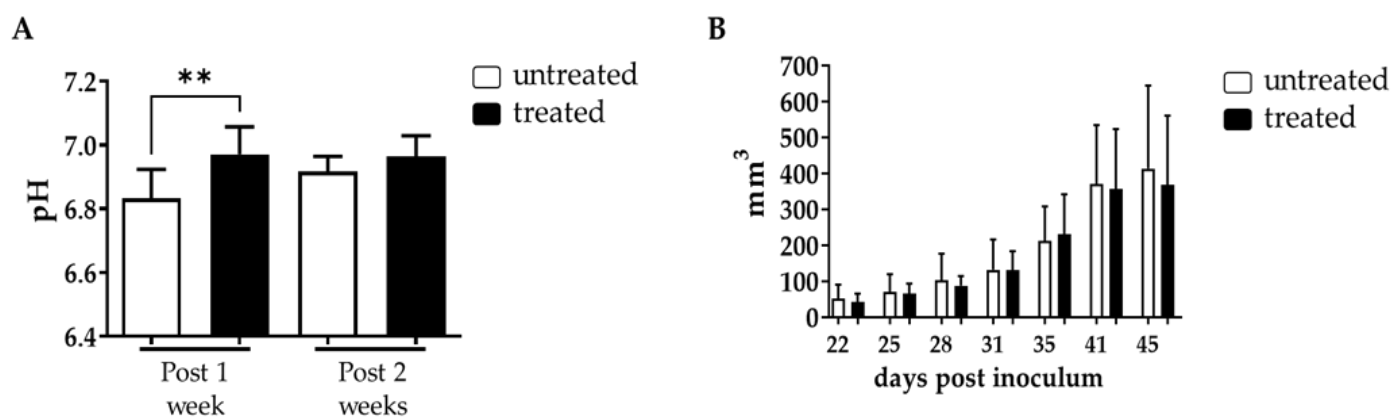 A
**
untreated
treated
7.2
7.0
6.8
6.6
6.4
pH
Post 1
week
Post 2
weeks
B
untreated
treated
700
600
500
400
300
200
100
0
mm³
22 25 28 31 35 41 45
days post inoculum